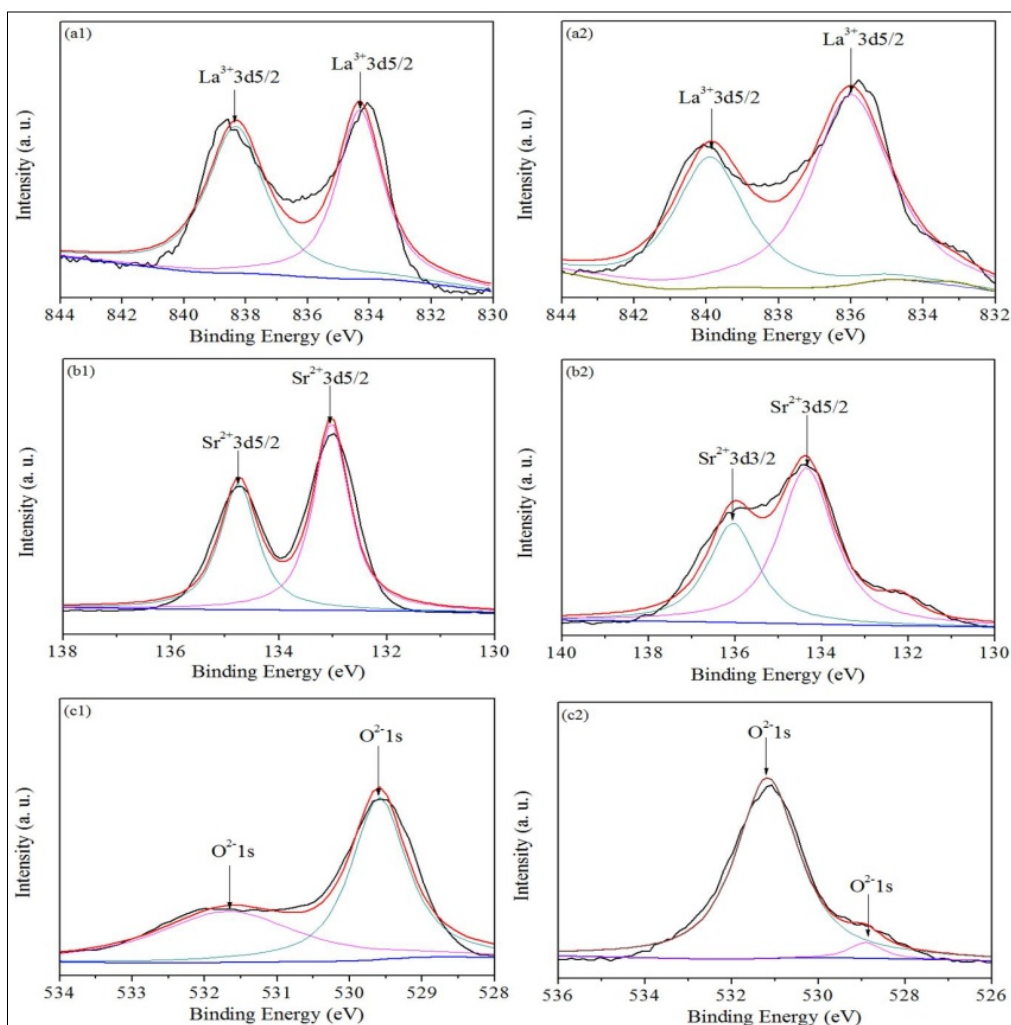 (a1)
La³⁺3d5/2
La³⁺3d5/2
Intensity (a. u.)
844 842 840 838 836 834 832 830
Binding Energy (eV)
(a2)
La³⁺3d5/2
La³⁺3d5/2
Intensity (a. u.)
844 842 840 838 836 834 832
Binding Energy (eV)
(b1)
Sr²⁺3d5/2
Sr²⁺3d5/2
Intensity (a. u.)
138 136 134 132 130
Binding Energy (eV)
(b2)
Sr²⁺3d5/2
Sr²⁺3d3/2
Intensity (a. u.)
140 138 136 134 132 130
Binding Energy (eV)
(c1)
O²⁻1s
O²⁻1s
Intensity (a. u.)
534 533 532 531 530 529 528
Binding Energy (eV)
(c2)
O²⁻1s
O²⁻1s
Intensity (a. u.)
536 534 532 530 528 526
Binding Energy (eV)